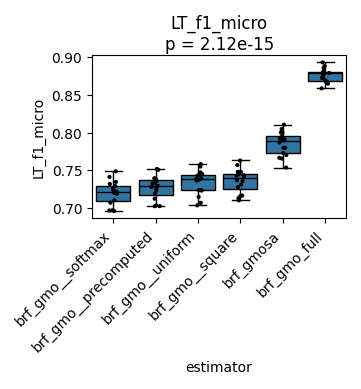 LT_f1_micro
p = 2.12e-15
LT_f1_micro
0.90
0.85
0.80
0.75
0.70
brf_gmo__softmax
brf_gmo__precomputed
brf_gmo__uniform
brf_gmo__square
brf_gmosa
brf_gmo_full
estimator